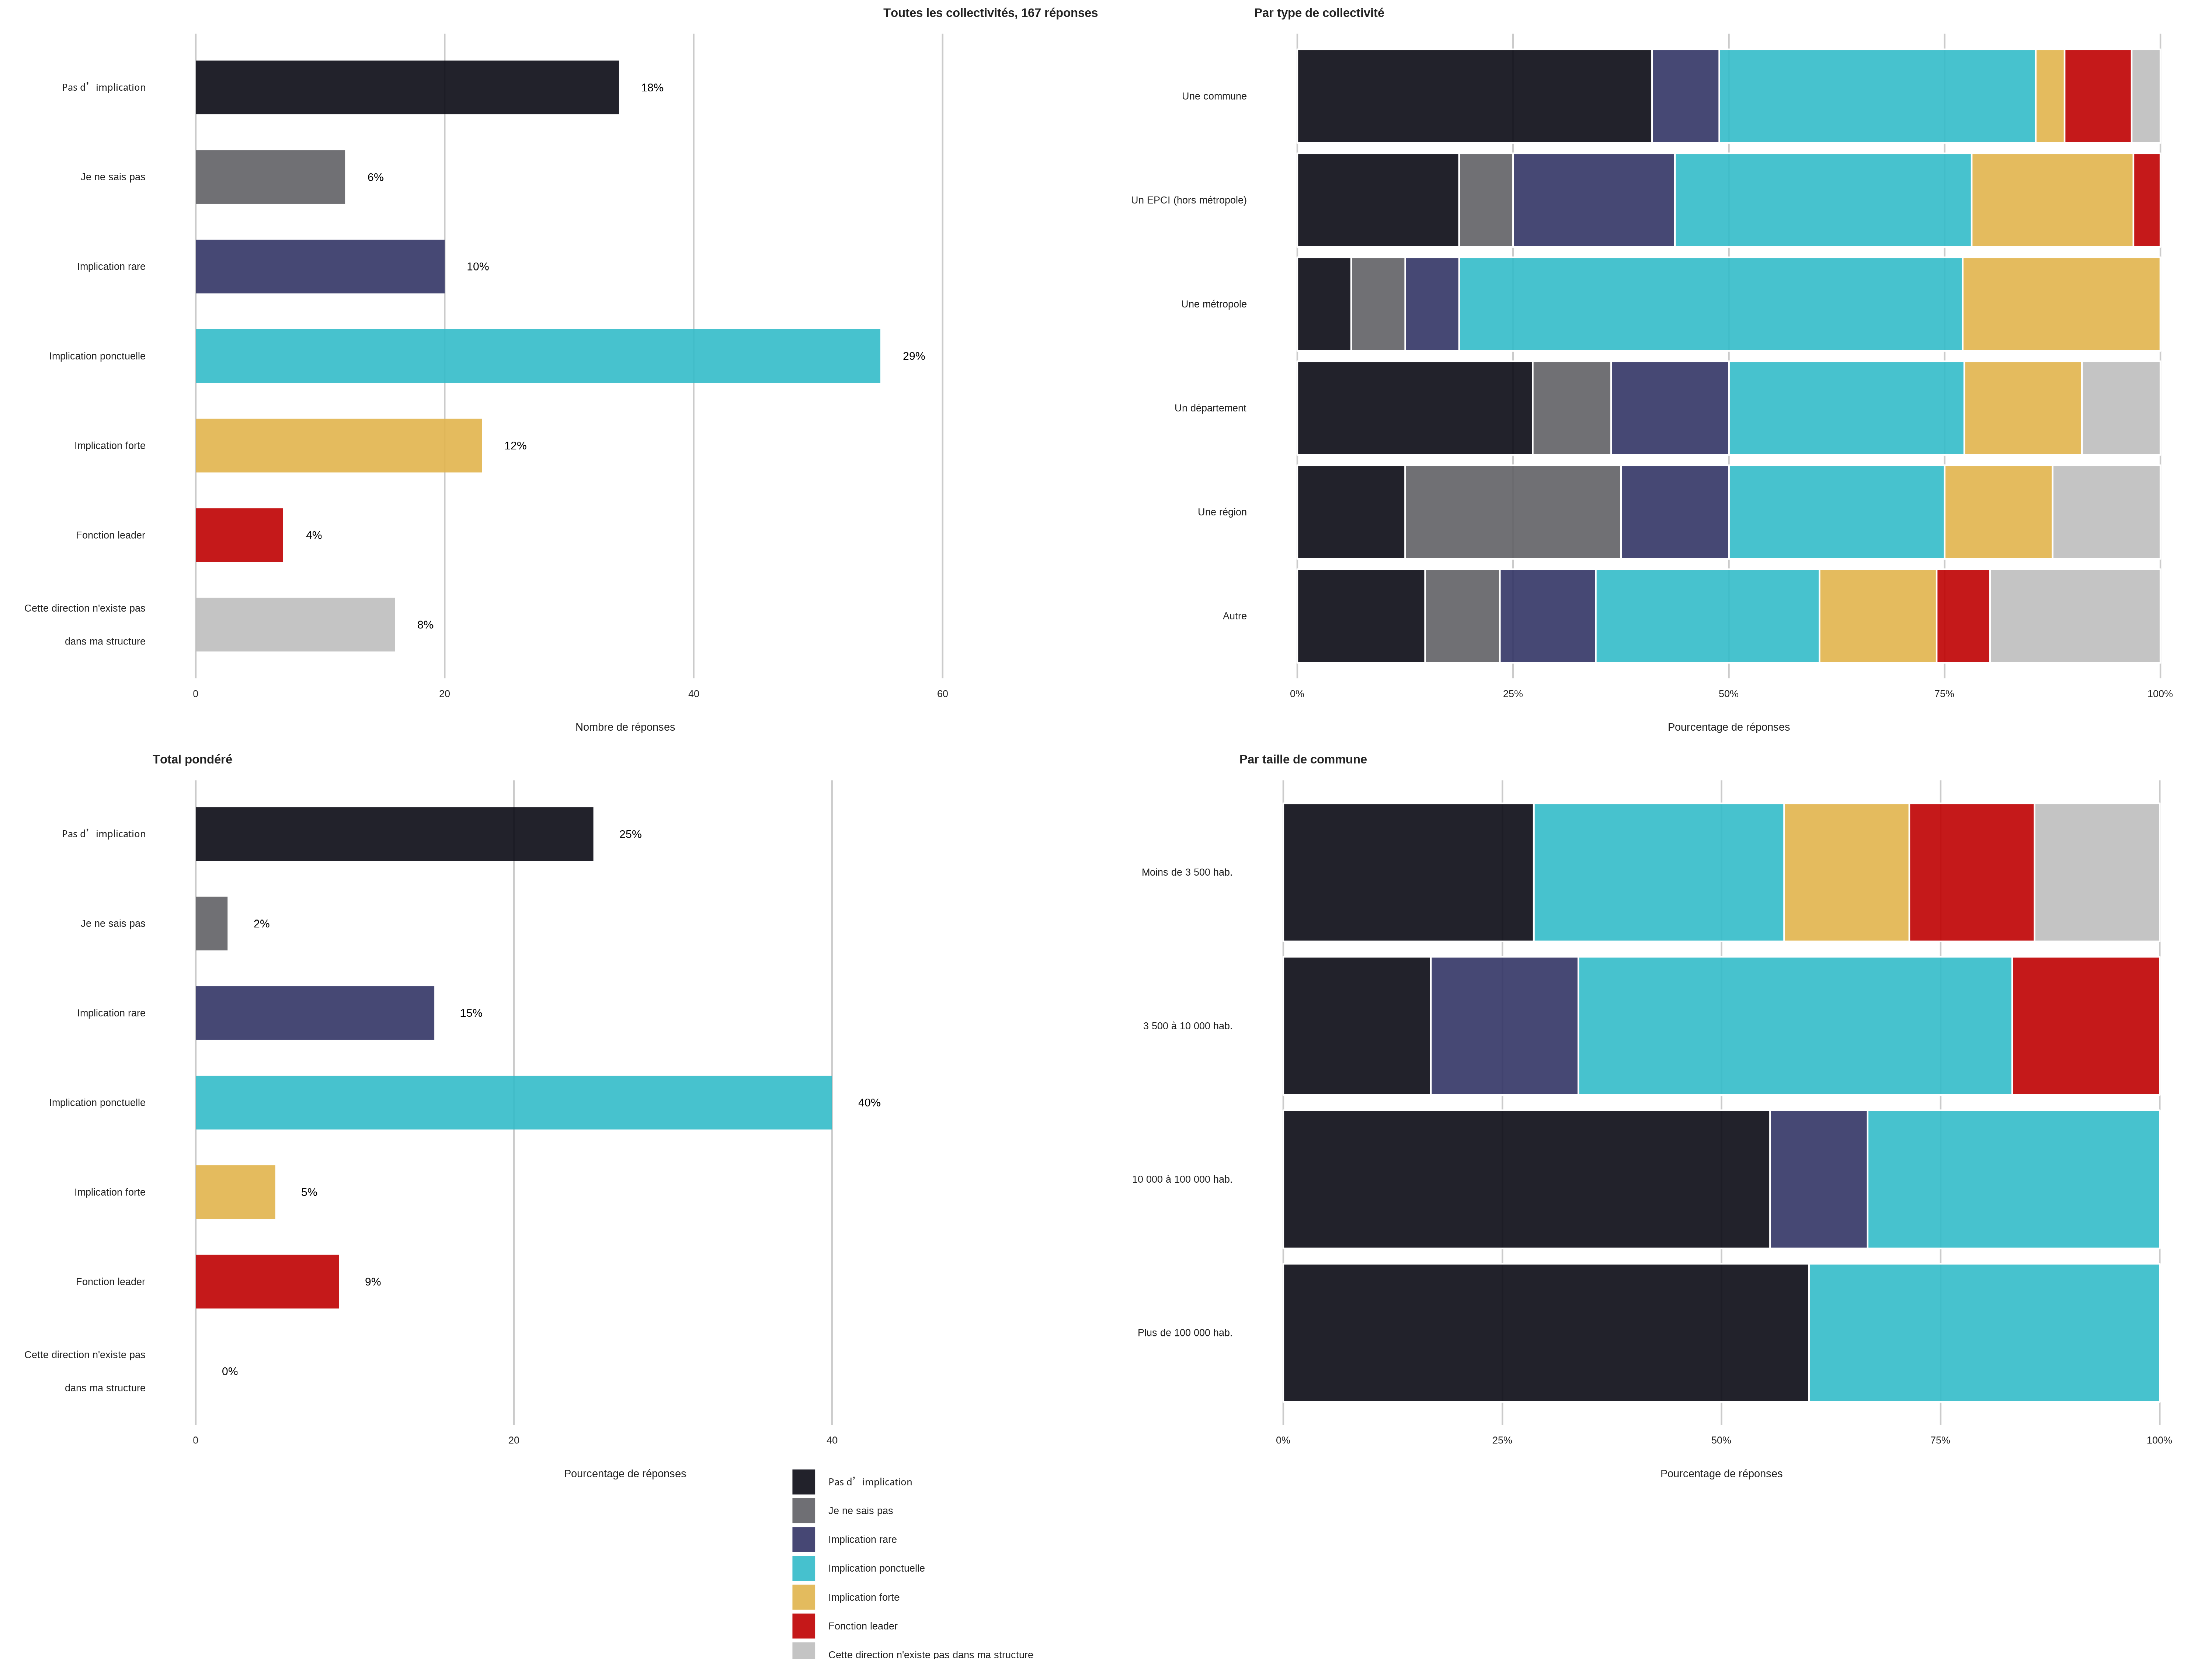 Toutes les collectivités, 167 réponses
Pas d’ implication
18%
Je ne sais pas
6%
Implication rare
10%
Implication ponctuelle
29%
Implication forte
12%
Fonction leader
4%
Cette direction n'existe pas
dans ma structure
8%
0 20 40 60
Nombre de réponses
Par type de collectivité
Une commune
Un EPCI (hors métropole)
Une métropole
Un département
Une région
Autre
0% 25% 50% 75% 100%
Pourcentage de réponses
Total pondéré
Pas d’ implication
25%
Je ne sais pas
2%
Implication rare
15%
Implication ponctuelle
40%
Implication forte
5%
Fonction leader
9%
Cette direction n'existe pas
dans ma structure
0%
0 20 40
Pourcentage de réponses
Par taille de commune
Moins de 3 500 hab.
3 500 à 10 000 hab.
10 000 à 100 000 hab.
Plus de 100 000 hab.
0% 25% 50% 75% 100%
Pourcentage de réponses
Pas d’ implication
Je ne sais pas
Implication rare
Implication ponctuelle
Implication forte
Fonction leader
Cette direction n'existe pas dans ma structure